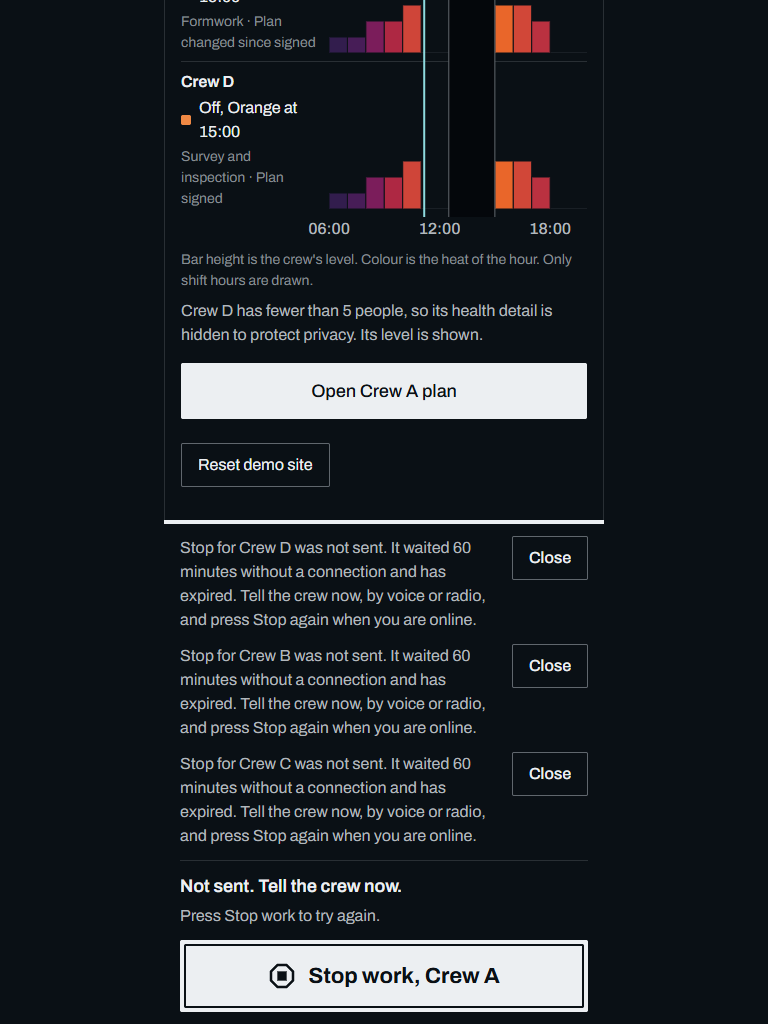 15:00
Formwork · Plan
changed since signed
Crew D
Off, Orange at
15:00
Survey and
inspection · Plan
signed
06:00 12:00 18:00
Bar height is the crew's level. Colour is the heat of the hour. Only
shift hours are drawn.
Crew D has fewer than 5 people, so its health detail is
hidden to protect privacy. Its level is shown.
Open Crew A plan
Reset demo site
Stop for Crew D was not sent. It waited 60
minutes without a connection and has
expired. Tell the crew now, by voice or radio,
and press Stop again when you are online.
Close
Stop for Crew B was not sent. It waited 60
minutes without a connection and has
expired. Tell the crew now, by voice or radio,
and press Stop again when you are online.
Close
Stop for Crew C was not sent. It waited 60
minutes without a connection and has
expired. Tell the crew now, by voice or radio,
and press Stop again when you are online.
Close
Not sent. Tell the crew now.
Press Stop work to try again.
Stop work, Crew A